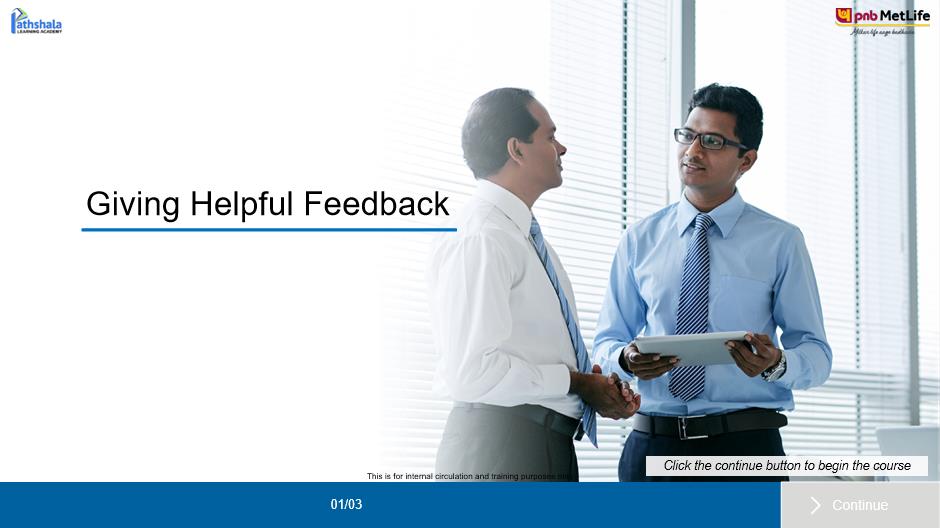 Pathshala
LEARNING ACADEMY
pnb MetLife
Milkar life aage badhaein
Giving Helpful Feedback
Click the continue button to begin the course
This is for internal circulation and training purposes
01/03
Continue